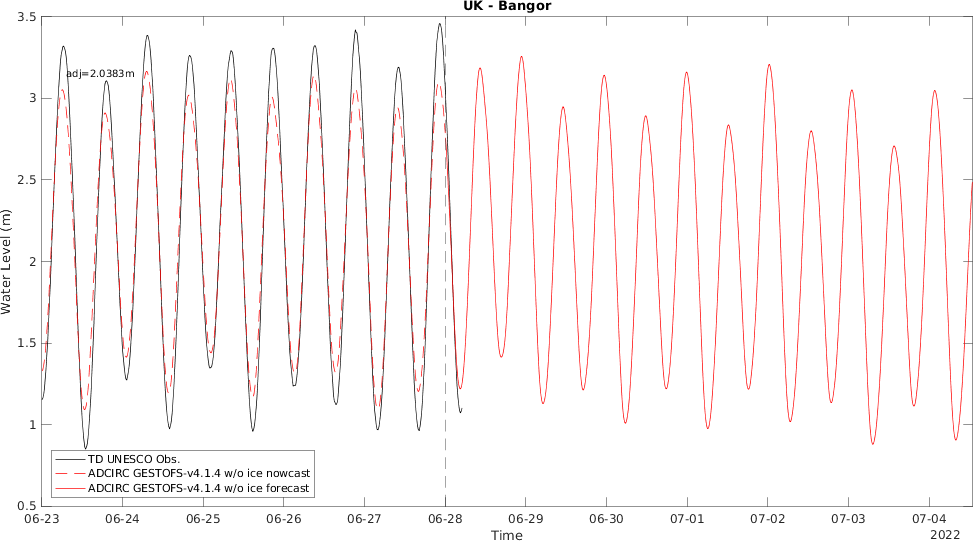 UK - Bangor
3.5
adj=2.0383m
3
2.5
2
1.5
1
0.5
Water Level (m)
TD UNESCO Obs.
ADCIRC GESTOFS-v4.1.4 w/o ice nowcast
ADCIRC GESTOFS-v4.1.4 w/o ice forecast
06-23 06-24 06-25 06-26 06-27 06-28 06-29 06-30 07-01 07-02 07-03 07-04
Time
2022